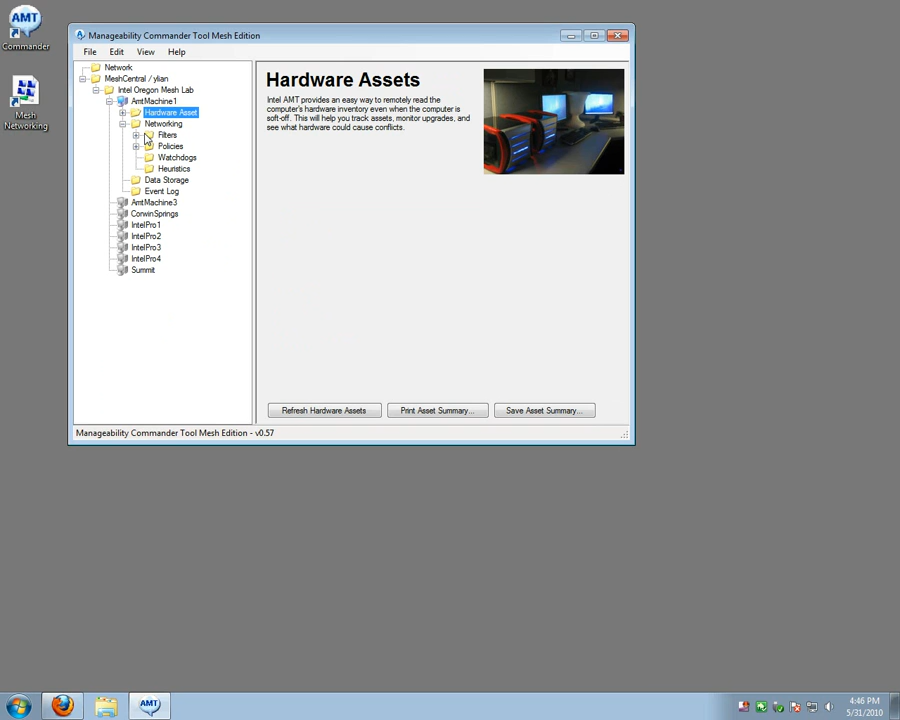 AMT
Commander
Mesh
Networking
Manageability Commander Tool Mesh Edition
File Edit View Help
Network
MeshCentral / ylian
Intel Oregon Mesh Lab
AmtMachine1
Hardware Asset
Networking
Filters
Policies
Watchdogs
Heuristics
Data Storage
Event Log
AmtMachine3
CorwinSprings
IntelPro1
IntelPro2
IntelPro3
IntelPro4
Summit
Hardware Assets
Intel AMT provides an easy way to remotely read the
computer's hardware inventory even when the computer is
soft-off. This will help you track assets, monitor upgrades, and
see what hardware could cause conflicts.
Refresh Hardware Assets Print Asset Summary... Save Asset Summary...
Manageability Commander Tool Mesh Edition - v0.57
AMT
4:46 PM
5/31/2010